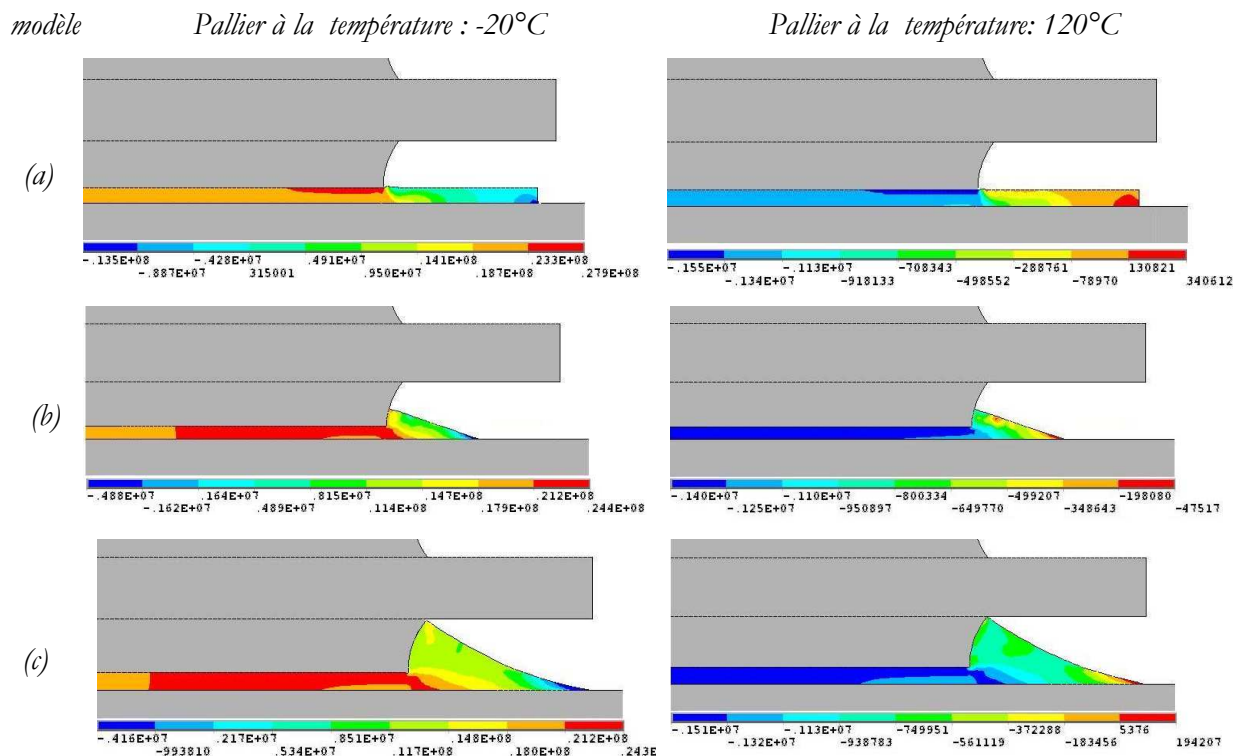 modèle Pallier à la température : -20°C Pallier à la température: 120°C
(a)
-.135E+08 -.428E+07 .491E+07 .141E+08 .233E+08
-.887E+07 315001 .950E+07 .187E+08 .279E+08
-.155E+07 -.113E+07 -708343 -288761 130821
-.134E+07 -918133 -498552 -78970 340612
(b)
-.488E+07 .164E+07 .815E+07 .147E+08 .212E+08
-.162E+07 .489E+07 .114E+08 .179E+08 .244E+08
-.140E+07 -.110E+07 -800334 -499207 -198080
-.125E+07 -950897 -649770 -348643 -47517
(c)
-.416E+07 .217E+07 .851E+07 .148E+08 .212E+08
-993810 .534E+07 .117E+08 .180E+08 .243E
-.151E+07 -.113E+07 -749951 -372288 5376
-.132E+07 -938783 -561119 -183456 194207